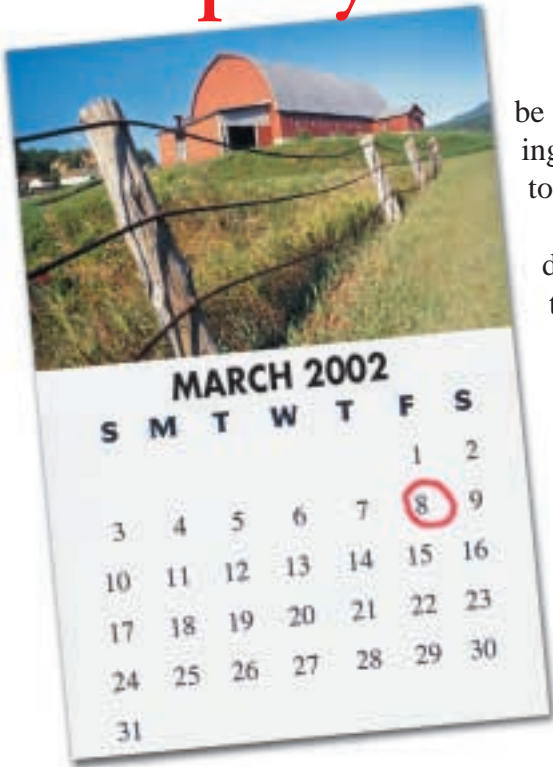 be
ing
to
d
t
MARCH 2002
S M T W T F S
1 2
3 4 5 6 7 8 9
10 11 12 13 14 15 16
17 18 19 20 21 22 23
24 25 26 27 28 29 30
31